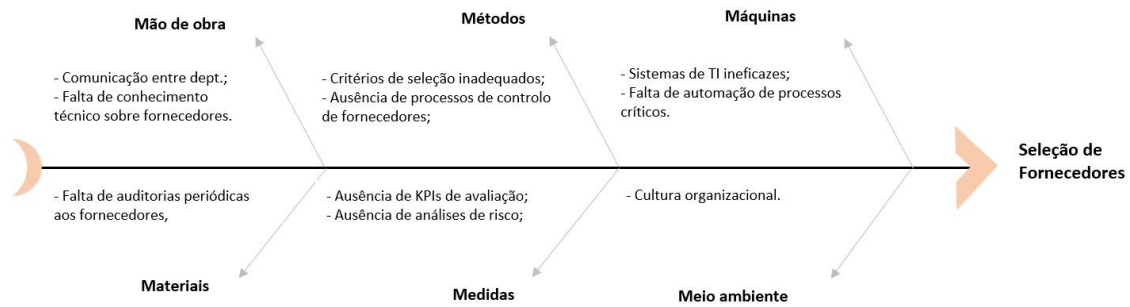 Mão de obra
Métodos
Máquinas
- Comunicação entre dept.;
- Falta de conhecimento
técnico sobre fornecedores.
- Critérios de seleção inadequados;
- Ausência de processos de controlo
de fornecedores;
- Sistemas de TI ineficazes;
- Falta de automação de processos
críticos.
Seleção de
Fornecedores
- Falta de auditorias periódicas
aos fornecedores,
- Ausência de KPIs de avaliação;
- Ausência de análises de risco;
- Cultura organizacional.
Materiais
Medidas
Meio ambiente